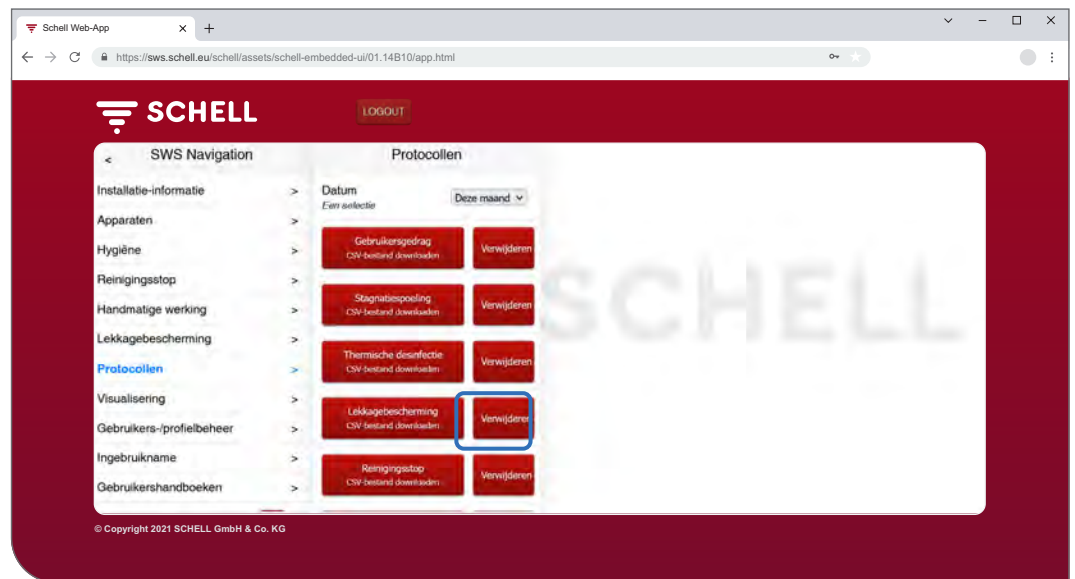 Schell Web-App
https://sws.schell.eu/schell/assets/schell-embedded-ui/01.14B10/app.html
SCHELL
LOGOUT
< SWS Navigation
Installatie-informatie >
Apparaten >
Hygiëne >
Reinigingsstop >
Handmatige werking >
Lekkagebescherming >
Protocollen >
Visualisering >
Gebruikers-/profielbeheer >
Ingebruikname >
Gebruikershandboeken >
Protocollen
Datum
Een selectie
Deze maand
Gebruikersgedrag
CSV-bestand downloaden
Verwijderen
Stagnatiespoeling
CSV-bestand downloaden
Verwijderen
Thermische desinfectie
CSV-bestand downloaden
Verwijderen
Lekkagebescherming
CSV-bestand downloaden
Verwijderen
Reinigingsstop
CSV-bestand downloaden
Verwijderen
SCHELL
© Copyright 2021 SCHELL GmbH & Co. KG